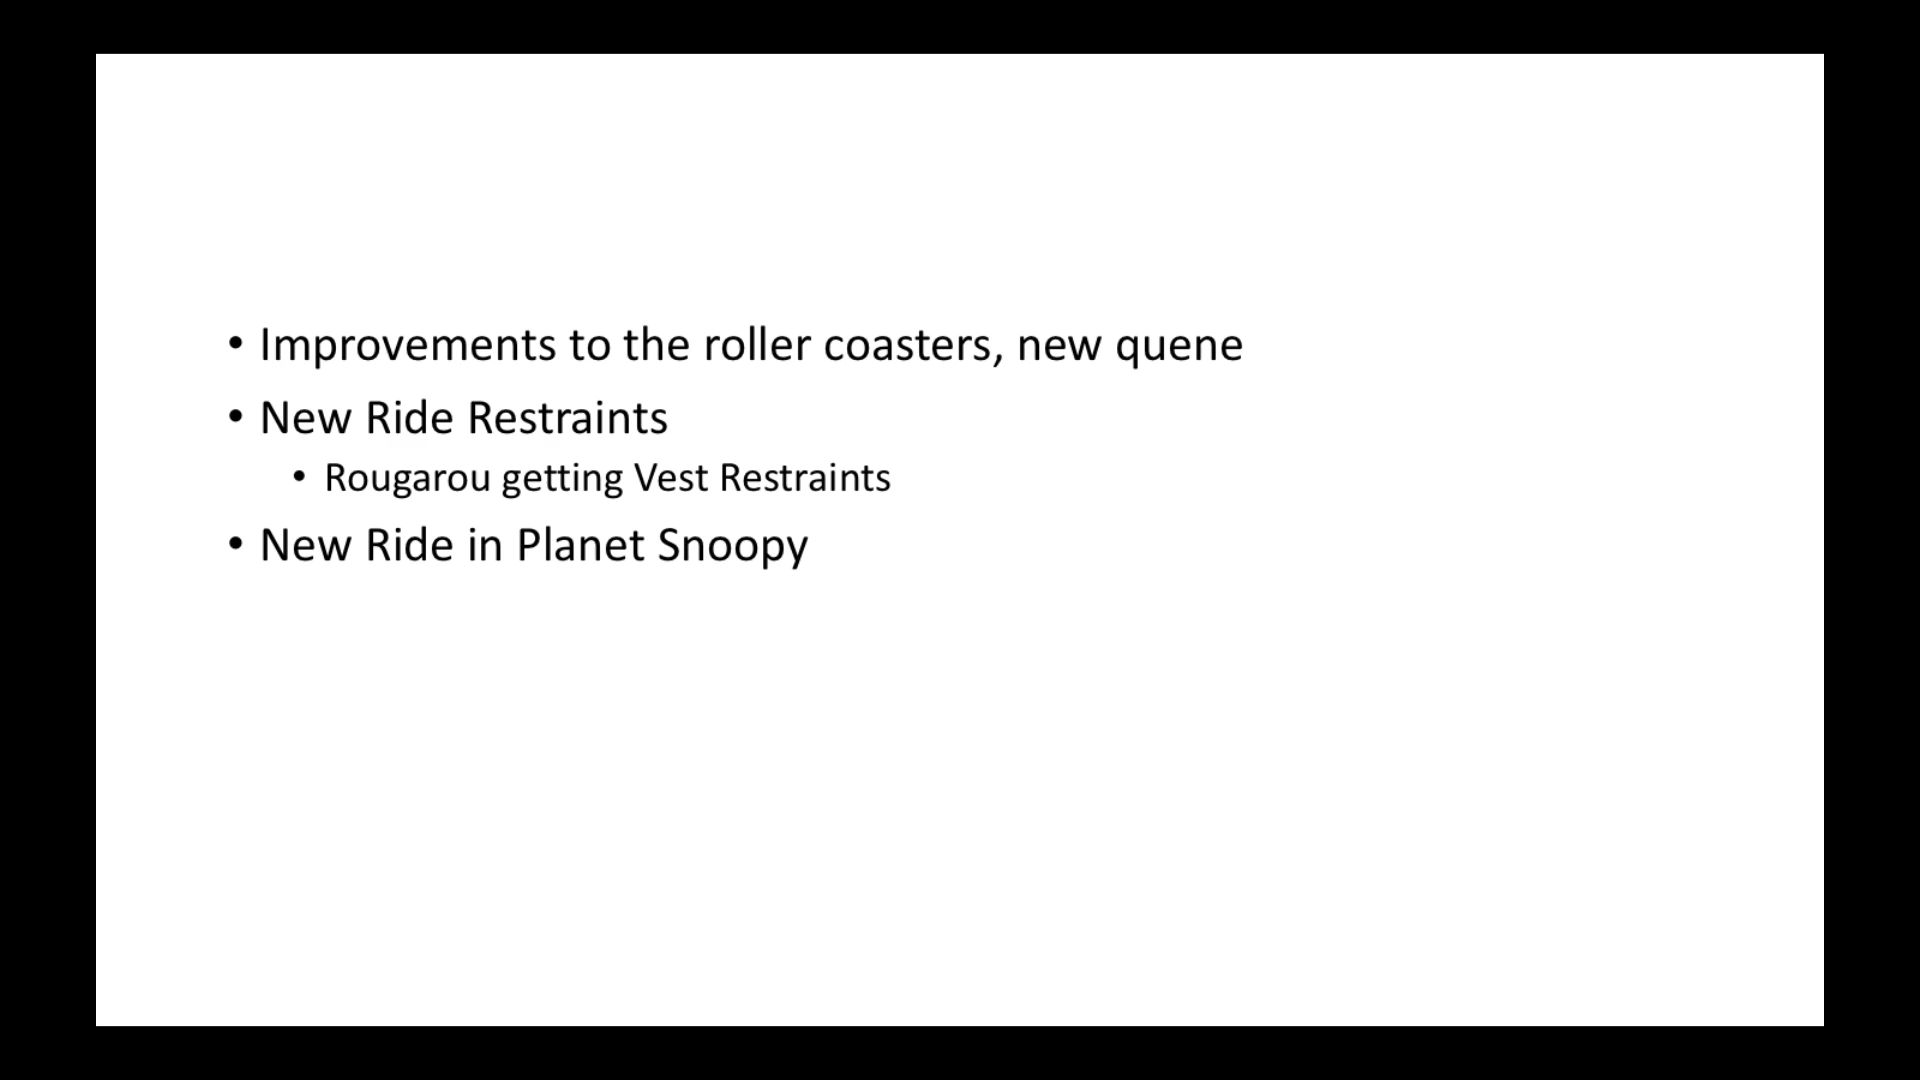 • Improvements to the roller coasters, new quene
• New Ride Restraints
• Rougarou getting Vest Restraints
• New Ride in Planet Snoopy